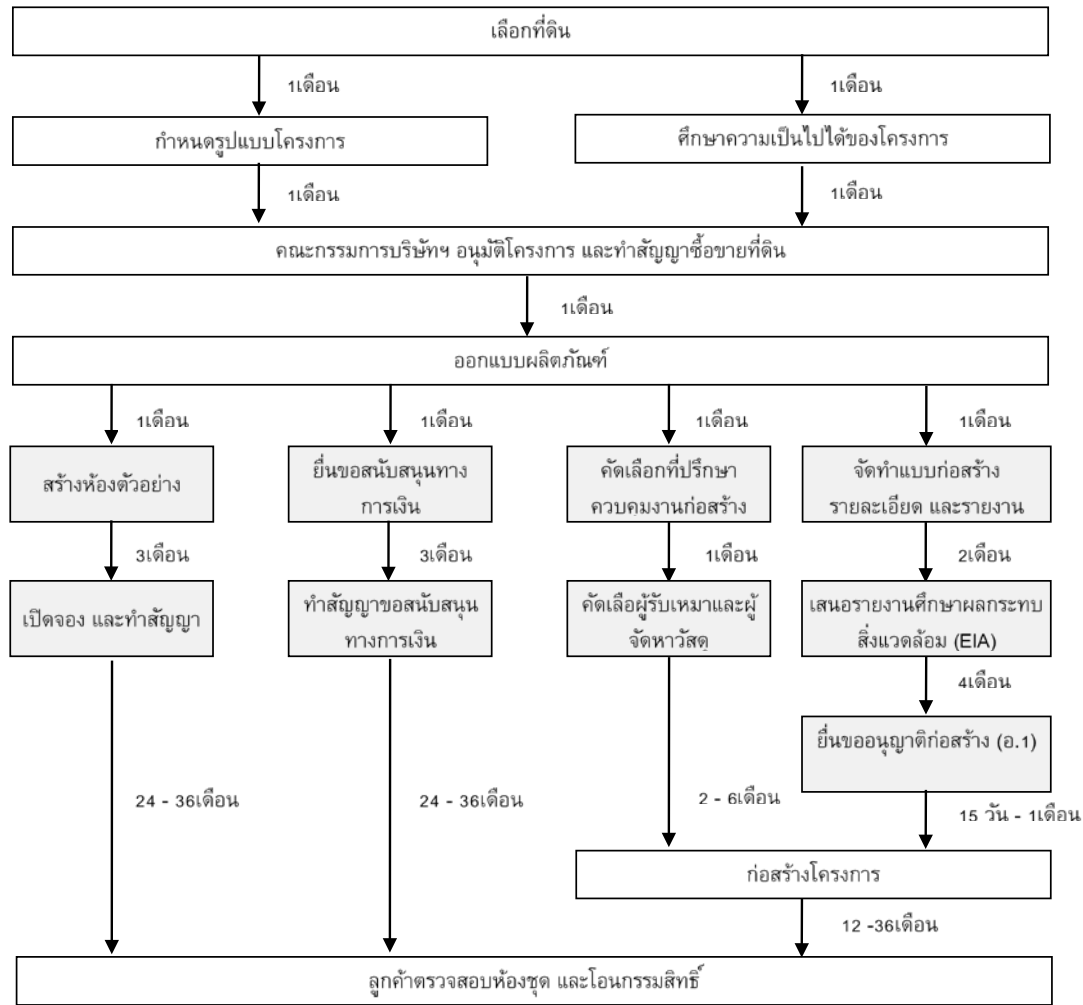 เลือกที่ดิน
1เดือน
1เดือน
กำหนดรูปแบบโครงการ
ศึกษาความเป็นไปได้ของโครงการ
1เดือน
1เดือน
คณะกรรมการบริษัทฯ อนุมัติโครงการ และทำสัญญาซื้อขายที่ดิน
1เดือน
ออกแบบผลิตภัณฑ์
1เดือน
1เดือน
1เดือน
1เดือน
สร้างห้องตัวอย่าง
ยื่นขอสนับสนุนทาง
การเงิน
คัดเลือกที่ปรึกษา
ควบคุมงานก่อสร้าง
จัดทำแบบก่อสร้าง
รายละเอียด และรายงาน
3เดือน
3เดือน
1เดือน
2เดือน
เปิดจอง และทำสัญญา
ทำสัญญาขอสนับสนุน
ทางการเงิน
คัดเลือผู้รับเหมาและผู้
จัดหาวัสดุ
เสนอรายงานศึกษาผลกระทบ
สิ่งแวดล้อม (EIA)
4เดือน
ยื่นขออนุญาติก่อสร้าง (อ.1)
24 - 36เดือน
24 - 36เดือน
2 - 6เดือน
15 วัน - 1เดือน
ก่อสร้างโครงการ
12 -36เดือน
ลูกค้าตรวจสอบห้องชุด และโอนกรรมสิทธิ์